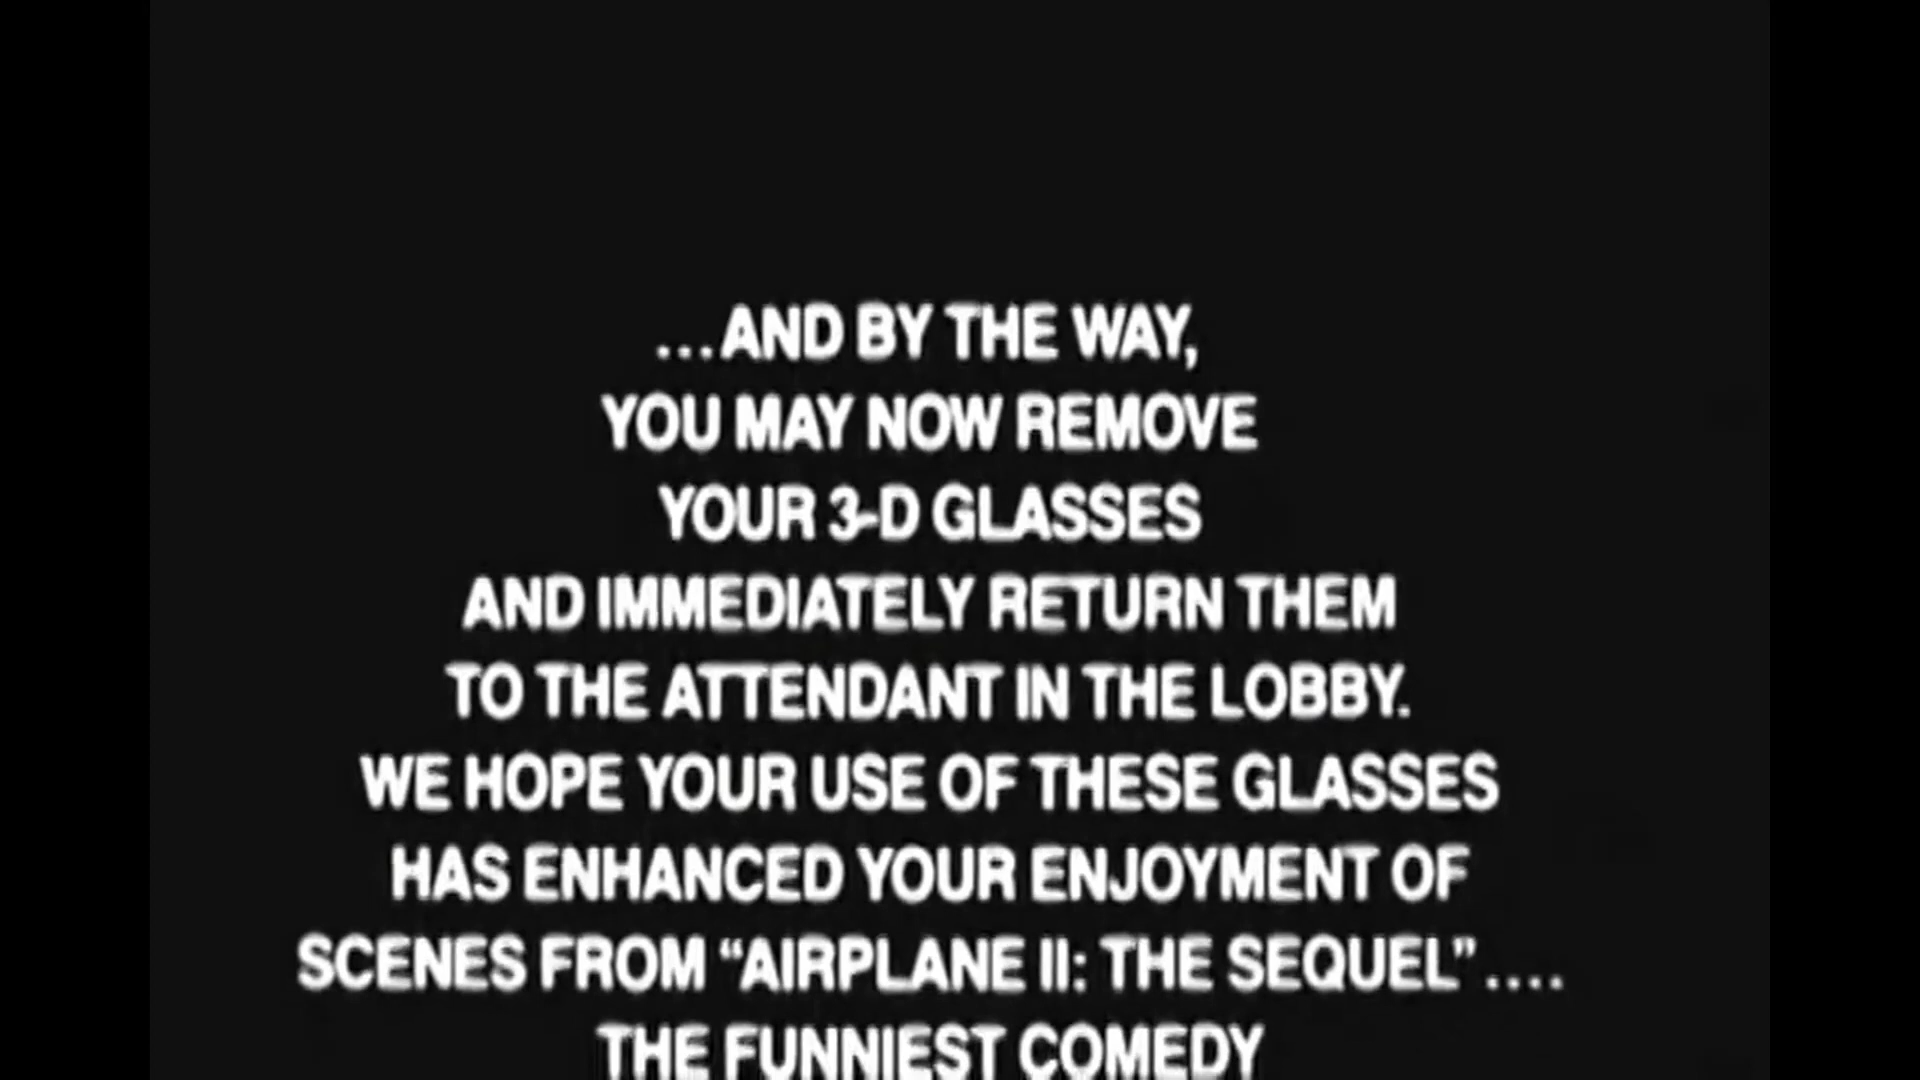 ...AND BY THE WAY,
YOU MAY NOW REMOVE
YOUR 3-D GLASSES
AND IMMEDIATELY RETURN THEM
TO THE ATTENDANT IN THE LOBBY.
WE HOPE YOUR USE OF THESE GLASSES
HAS ENHANCED YOUR ENJOYMENT OF
SCENES FROM “AIRPLANE II: THE SEQUEL”....
THE FUNNIEST COMEDY